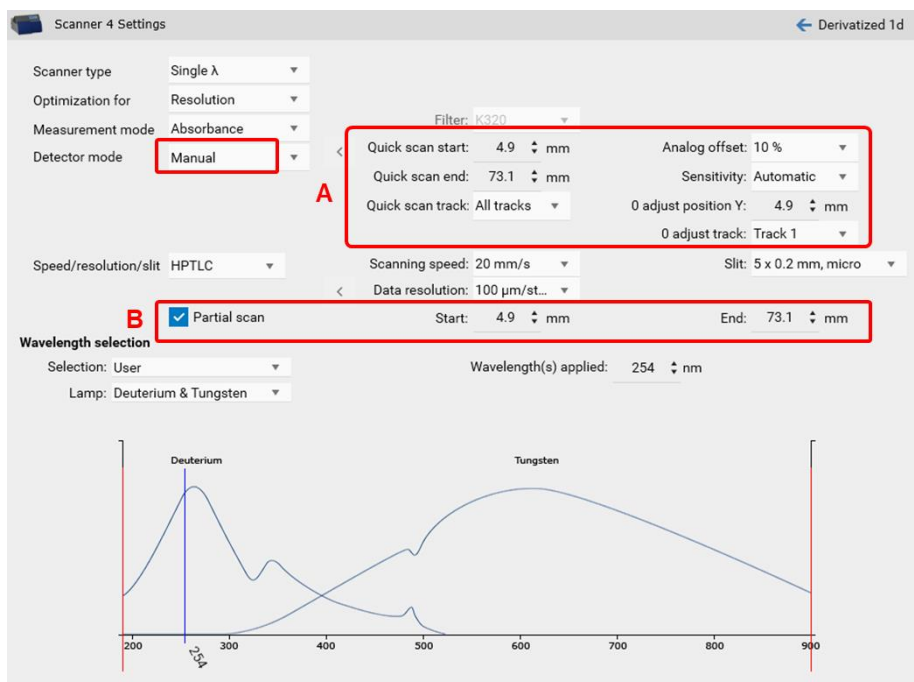 Scanner 4 Settings
Derivatized 1d
Scanner type Single λ
Optimization for Resolution
Filter: K320
Measurement mode Absorbance
Detector mode Manual
Quick scan start: 4.9 mm Analog offset: 10 %
A Quick scan end: 73.1 mm Sensitivity: Automatic
Quick scan track: All tracks 0 adjust position Y: 4.9 mm
0 adjust track: Track 1
Speed/resolution/slit HPTLC Scanning speed: 20 mm/s Slit: 5 x 0.2 mm, micro
Data resolution: 100 µm/st...
B Partial scan Start: 4.9 mm End: 73.1 mm
Wavelength selection
Selection: User Wavelength(s) applied: 254 nm
Lamp: Deuterium & Tungsten
Deuterium Tungsten
200 300 400 500 600 700 800 900
254